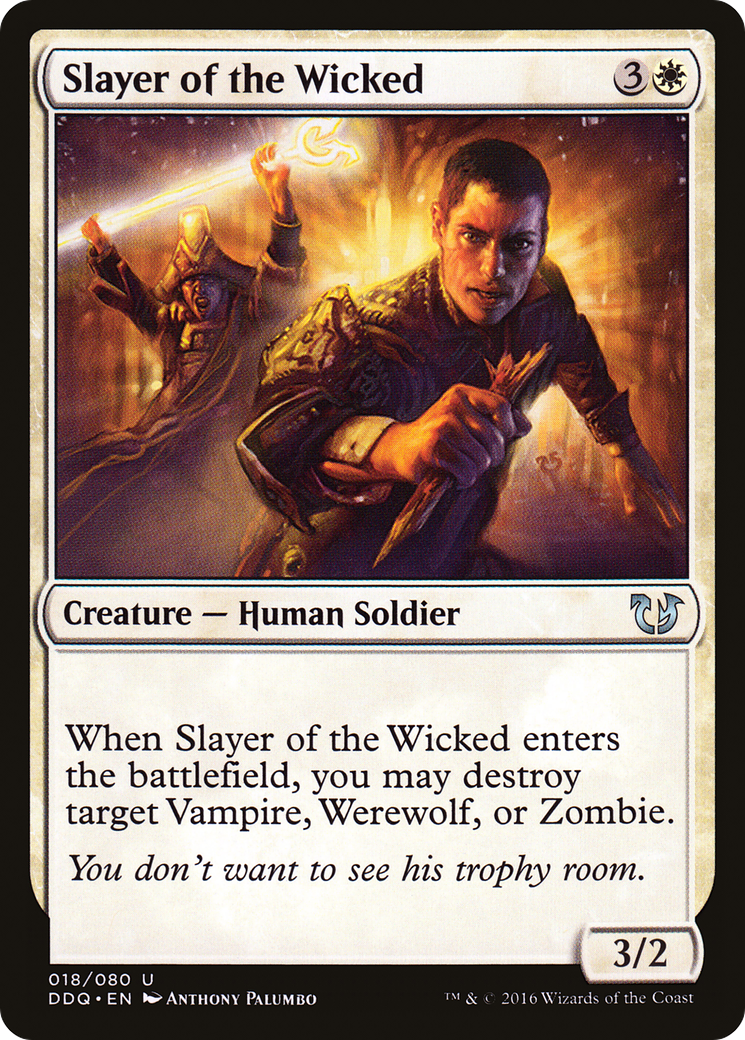 Slayer of the Wicked 3
Creature — Human Soldier
When Slayer of the Wicked enters
the battlefield, you may destroy
target Vampire, Werewolf, or Zombie.
You don't want to see his trophy room.
3/2
018/080 U
DDQ • EN Anthony Palumbo
™ & © 2016 Wizards of the Coast